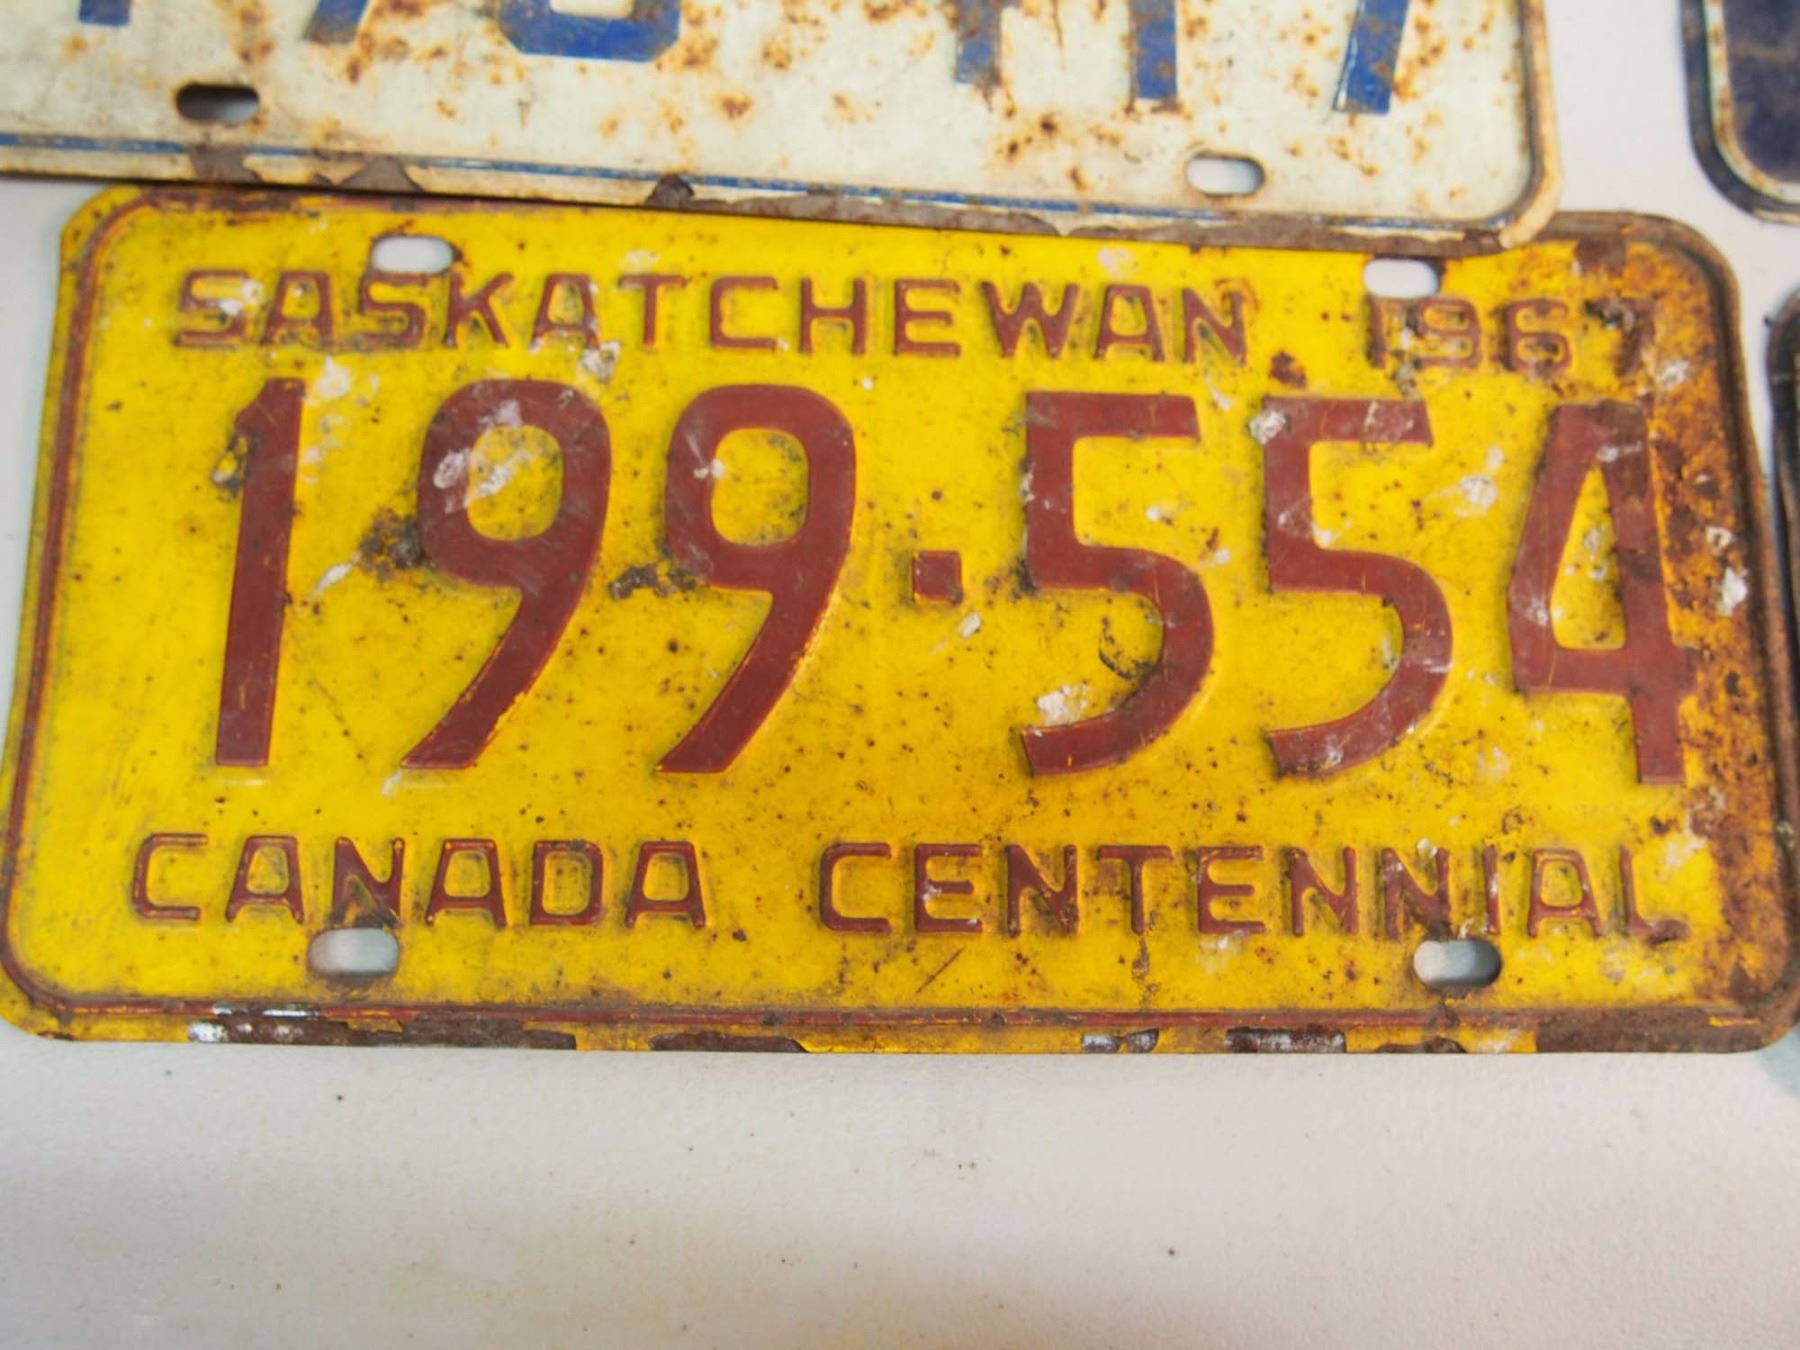 SASKATCHEWAN 1967
199·554
CANADA CENTENNIAL